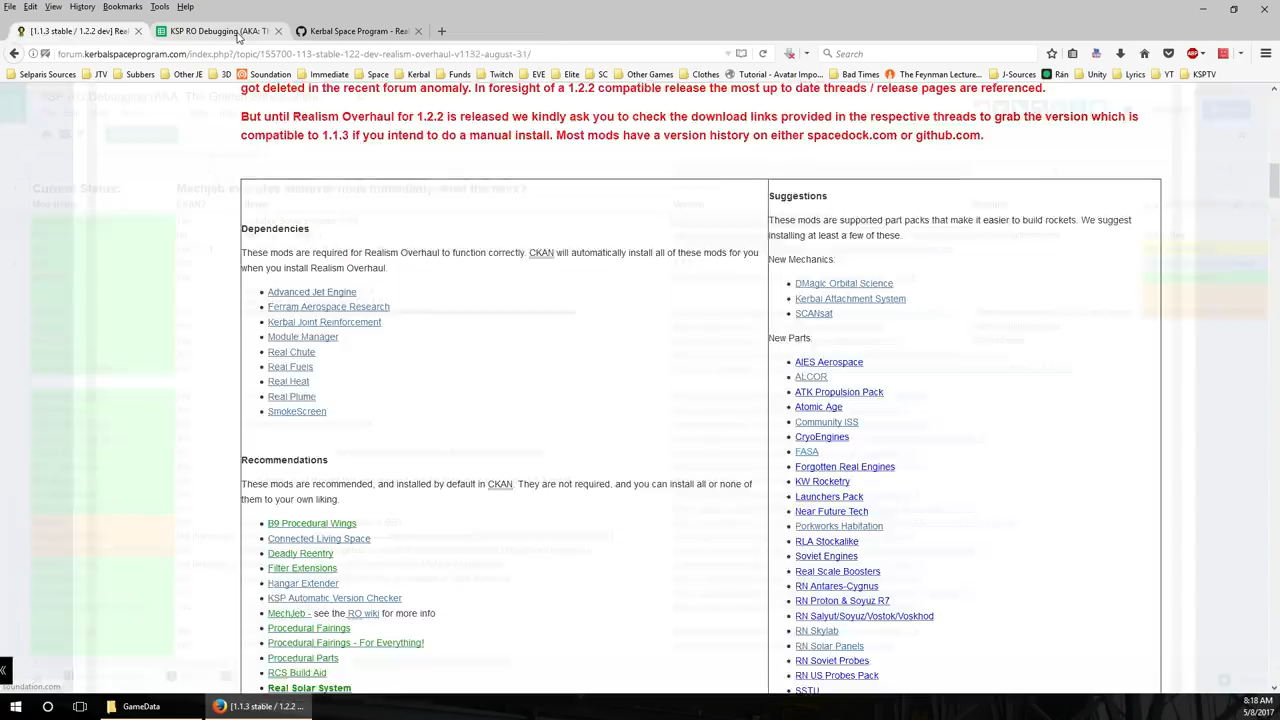 File Edit View History Bookmarks Tools Help
[1.1.3 stable / 1.2.2 dev] Real
KSP RO Debugging (AKA: Th
Kerbal Space Program - Rea
forum.kerbalspaceprogram.com/index.php?/topic/155700-113-stable-122-dev-realism-overhaul-v1132-august-31/
Search
Selparis Sources JTV Subbers Other JE 3D Soundation Immediate Space Kerbal Funds Twitch EVE Elite SC Other Games Clothes Tutorial - Avatar Impo... Bad Times The Feynman Lecture... J-Sources Rán Unity Lyrics YT KSPTV
got deleted in the recent forum anomaly. In foresight of a 1.2.2 compatible release the most up to date threads / release pages are referenced.
But until Realism Overhaul for 1.2.2 is released we kindly ask you to check the download links provided in the respective threads to grab the version which is
compatible to 1.1.3 if you intend to do a manual install. Most mods have a version history on either spacedock.com or github.com.
Dependencies
These mods are required for Realism Overhaul to function correctly. CKAN will automatically install all of these mods for you
when you install Realism Overhaul.
Advanced Jet Engine
Ferram Aerospace Research
Kerbal Joint Reinforcement
Module Manager
Real Chute
Real Fuels
Real Heat
Real Plume
SmokeScreen
Recommendations
These mods are recommended, and installed by default in CKAN. They are not required, and you can install all or none of
them to your own liking.
B9 Procedural Wings
Connected Living Space
Deadly Reentry
Filter Extensions
Hangar Extender
KSP Automatic Version Checker
MechJeb - see the RO wiki for more info
Procedural Fairings
Procedural Fairings - For Everything!
Procedural Parts
RCS Build Aid
Real Solar System
Suggestions
These mods are supported part packs that make it easier to build rockets. We suggest
installing at least a few of these.
New Mechanics:
DMagic Orbital Science
Kerbal Attachment System
SCANsat
New Parts:
AIES Aerospace
ALCOR
ATK Propulsion Pack
Atomic Age
Community ISS
CryoEngines
FASA
Forgotten Real Engines
KW Rocketry
Launchers Pack
Near Future Tech
Porkworks Habitation
RLA Stockalike
Soviet Engines
Real Scale Boosters
RN Antares-Cygnus
RN Proton & Soyuz R7
RN Salyut/Soyuz/Vostok/Voskhod
RN Skylab
RN Solar Panels
RN Soviet Probes
RN US Probes Pack
SSTU
soundation.com
GameData
[1.1.3 stable / 1.2.2 ...
8:18 AM
5/8/2017